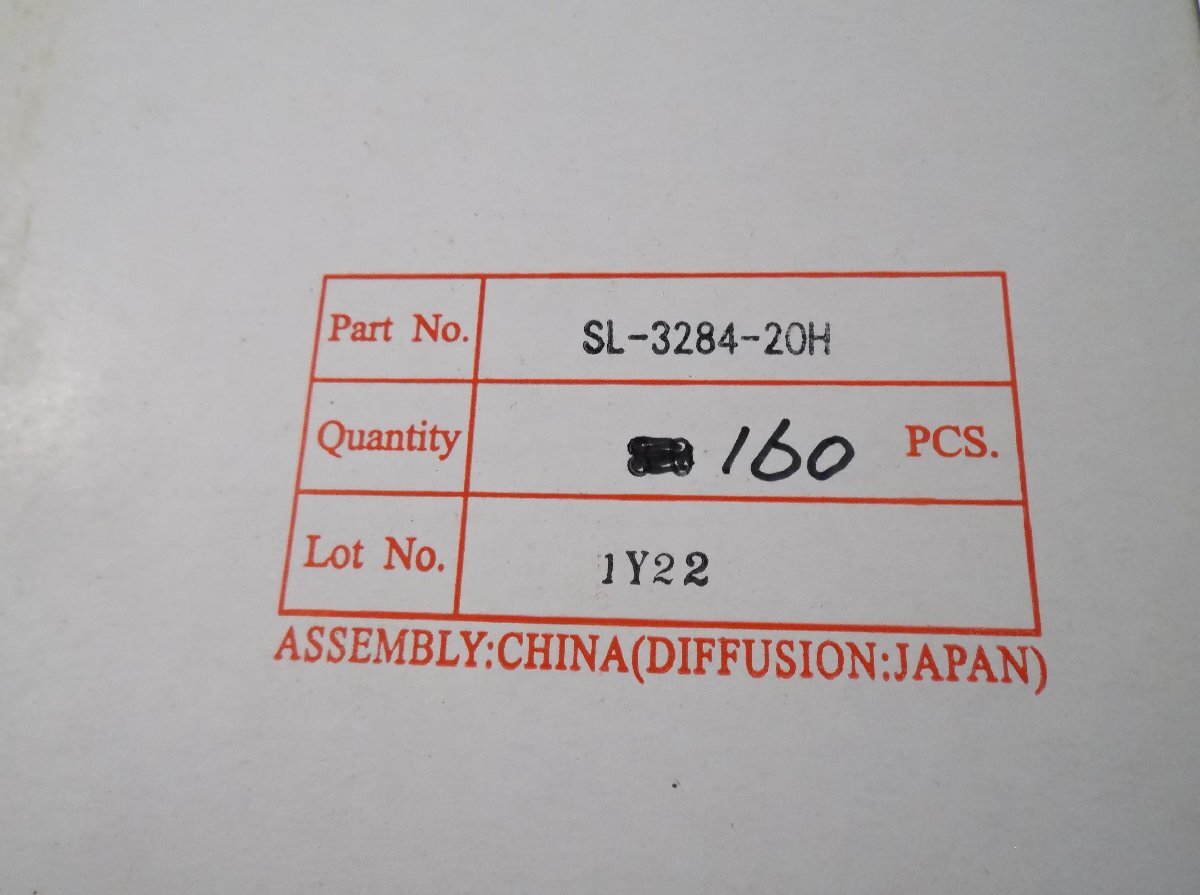 Part No. SL-3284-20H
Quantity 160 PCS.
Lot No. 1Y22
ASSEMBLY:CHINA(DIFFUSION:JAPAN)